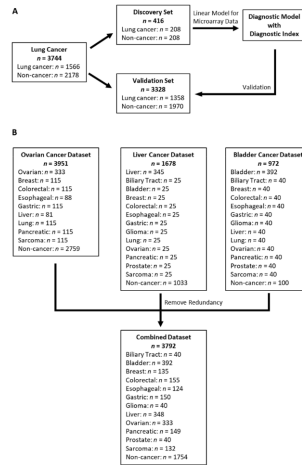 A
Lung Cancer
n = 3744
Lung cancer: n = 1566
Non-cancer: n = 2178
Discovery Set
n = 416
Lung cancer: n = 208
Non-cancer: n = 208
Linear Model for
Microarray Data
Diagnostic Model
with
Diagnostic Index
Validation Set
n = 3328
Lung cancer: n = 1358
Non-cancer: n = 1970
Validation
B
Ovarian Cancer Dataset
n = 3951
Ovarian: n = 333
Breast: n = 115
Colorectal: n = 115
Esophageal: n = 88
Gastric: n = 115
Liver: n = 81
Lung: n = 115
Pancreatic: n = 115
Sarcoma: n = 115
Non-cancer: n = 2759
Liver Cancer Dataset
n = 1678
Liver: n = 345
Biliary Tract: n = 25
Bladder: n = 25
Breast: n = 25
Colorectal: n = 25
Esophageal: n = 25
Gastric: n = 25
Glioma: n = 25
Lung: n = 25
Ovarian: n = 25
Pancreatic: n = 25
Prostate: n = 25
Sarcoma: n = 25
Non-cancer: n = 1033
Bladder Cancer Dataset
n = 972
Bladder: n = 392
Biliary Tract: n = 40
Breast: n = 40
Colorectal: n = 40
Esophageal: n = 40
Gastric: n = 40
Glioma: n = 40
Liver: n = 40
Lung: n = 40
Ovarian: n = 40
Pancreatic: n = 40
Prostate: n = 40
Sarcoma: n = 40
Non-cancer: n = 100
Remove Redundancy
Combined Dataset
n = 3792
Biliary Tract: n = 40
Bladder: n = 392
Breast: n = 135
Colorectal: n = 155
Esophageal: n = 124
Gastric: n = 150
Glioma: n = 40
Liver: n = 348
Ovarian: n = 333
Pancreatic: n = 149
Prostate: n = 40
Sarcoma: n = 132
Non-cancer: n = 1754